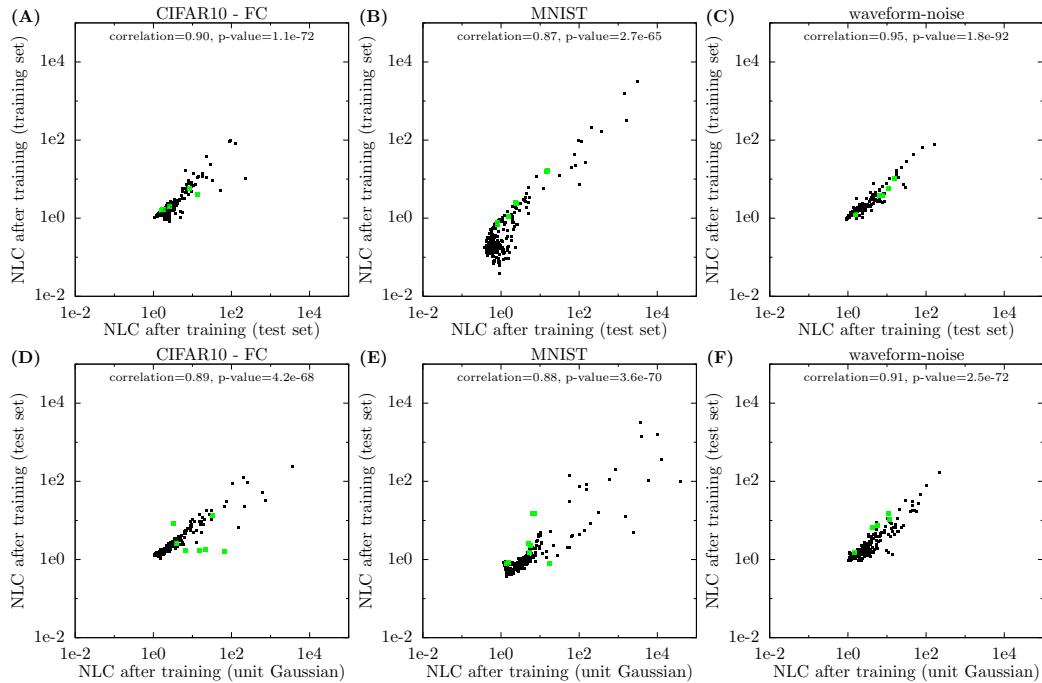 (A) CIFAR10 - FC
correlation=0.90, p-value=1.1e-72
NLC after training (training set)
1e4
1e2
1e0
1e-2
1e-2 1e0 1e2 1e4
NLC after training (test set)
(B) MNIST
correlation=0.87, p-value=2.7e-65
NLC after training (training set)
1e4
1e2
1e0
1e-2
1e-2 1e0 1e2 1e4
NLC after training (test set)
(C) waveform-noise
correlation=0.95, p-value=1.8e-92
NLC after training (training set)
1e4
1e2
1e0
1e-2
1e-2 1e0 1e2 1e4
NLC after training (test set)
(D) CIFAR10 - FC
correlation=0.89, p-value=4.2e-68
NLC after training (test set)
1e4
1e2
1e0
1e-2
1e-2 1e0 1e2 1e4
NLC after training (unit Gaussian)
(E) MNIST
correlation=0.88, p-value=3.6e-70
NLC after training (test set)
1e4
1e2
1e0
1e-2
1e-2 1e0 1e2 1e4
NLC after training (unit Gaussian)
(F) waveform-noise
correlation=0.91, p-value=2.5e-72
NLC after training (test set)
1e4
1e2
1e0
1e-2
1e-2 1e0 1e2 1e4
NLC after training (unit Gaussian)